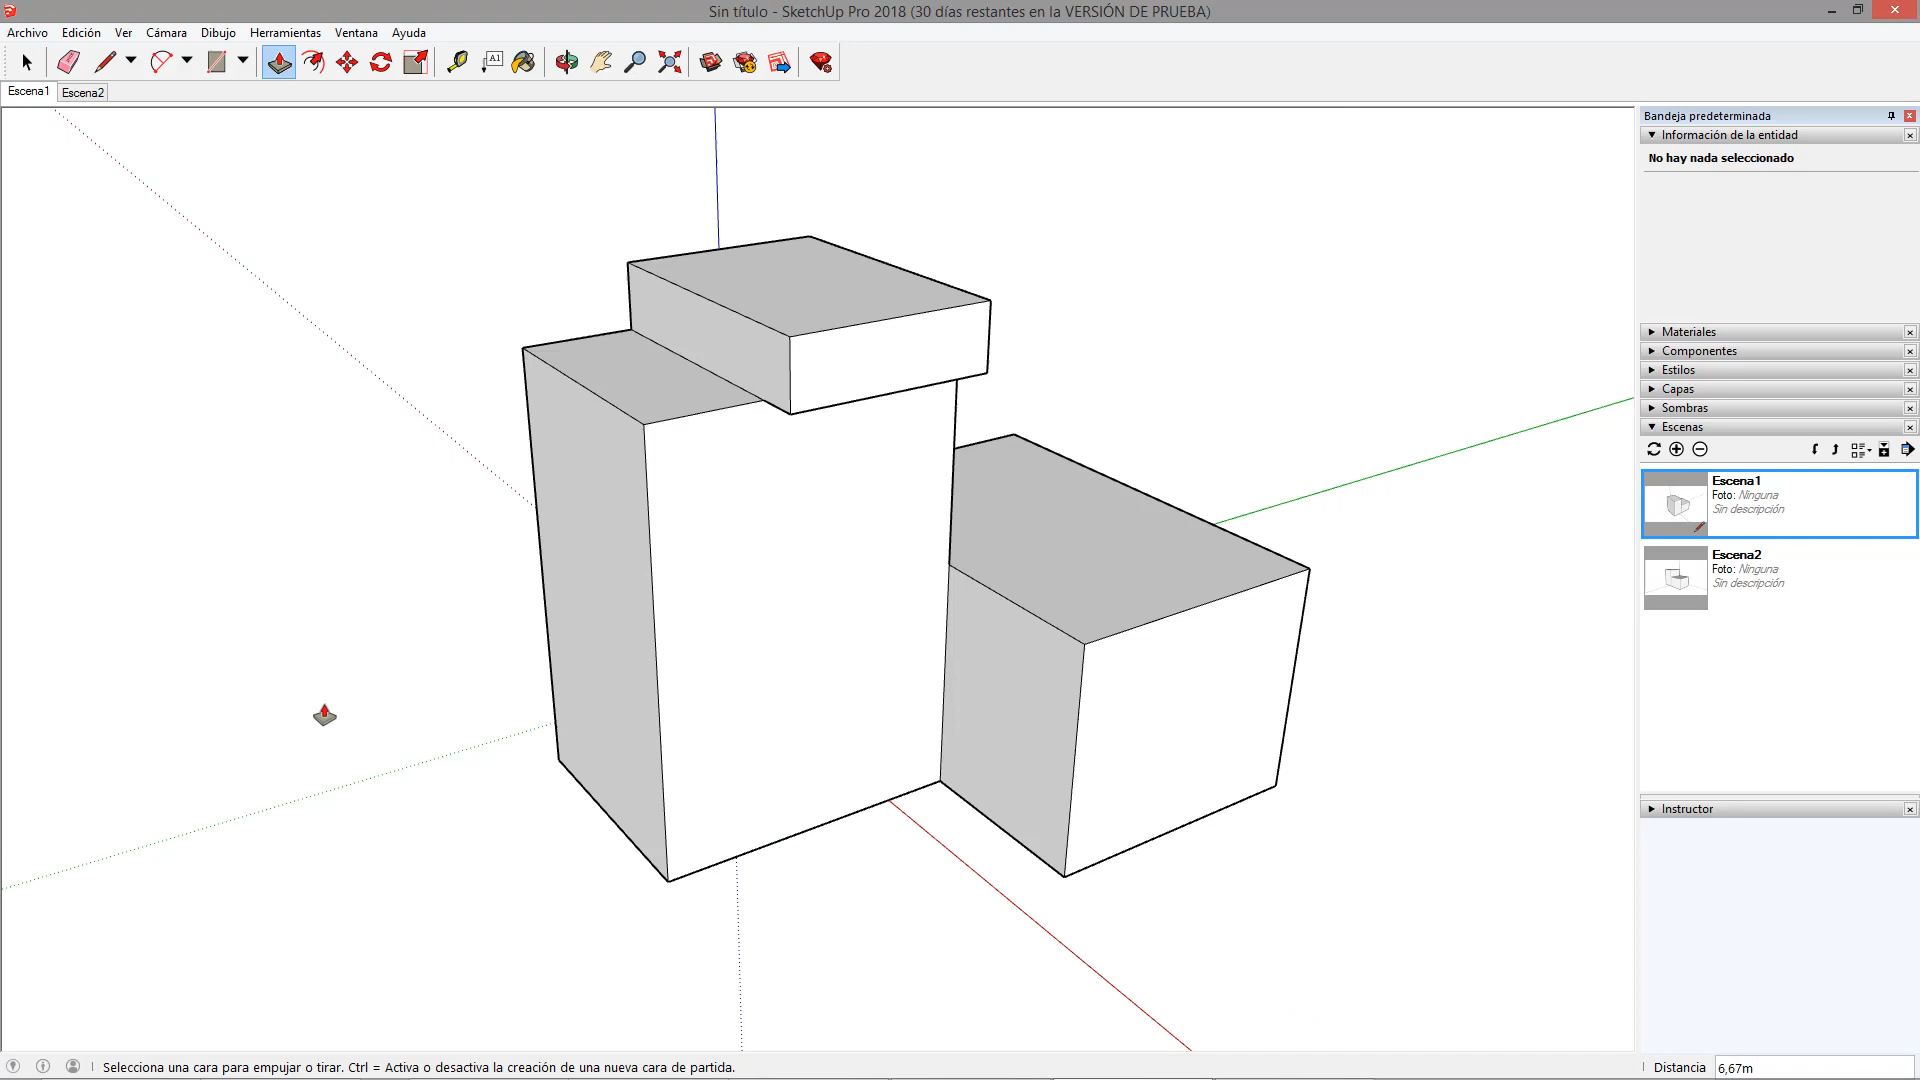 Sin título - SketchUp Pro 2018 (30 días restantes en la VERSIÓN DE PRUEBA)
Archivo Edición Ver Cámara Dibujo Herramientas Ventana Ayuda
A1
Escena1 Escena2
Bandeja predeterminada
Información de la entidad
No hay nada seleccionado
Materiales
Componentes
Estilos
Capas
Sombras
Escenas
Escena1
Foto: Ninguna
Sin descripción
Escena2
Foto: Ninguna
Sin descripción
Instructor
Selecciona una cara para empujar o tirar. Ctrl = Activa o desactiva la creación de una nueva cara de partida.
Distancia 6,67m